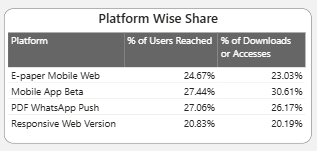 Platform Wise Share
Platform % of Users Reached % of Downloads
or Accesses
E-paper Mobile Web 24.67% 23.03%
Mobile App Beta 27.44% 30.61%
PDF WhatsApp Push 27.06% 26.17%
Responsive Web Version 20.83% 20.19%